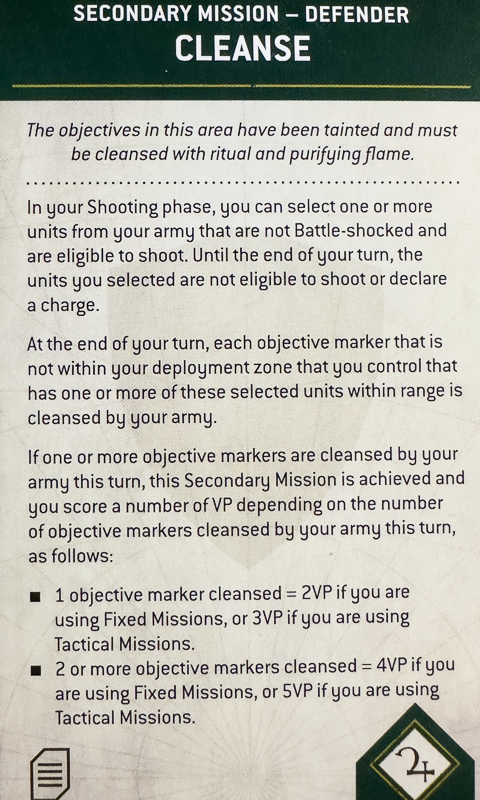 SECONDARY MISSION – DEFENDER
CLEANSE
The objectives in this area have been tainted and must
be cleansed with ritual and purifying flame.
In your Shooting phase, you can select one or more
units from your army that are not Battle-shocked and
are eligible to shoot. Until the end of your turn, the
units you selected are not eligible to shoot or declare
a charge.
At the end of your turn, each objective marker that is
not within your deployment zone that you control that
has one or more of these selected units within range is
cleansed by your army.
If one or more objective markers are cleansed by your
army this turn, this Secondary Mission is achieved and
you score a number of VP depending on the number
of objective markers cleansed by your army this turn,
as follows:
■ 1 objective marker cleansed = 2VP if you are
using Fixed Missions, or 3VP if you are using
Tactical Missions.
■ 2 or more objective markers cleansed = 4VP if you
are using Fixed Missions, or 5VP if you are using
Tactical Missions.